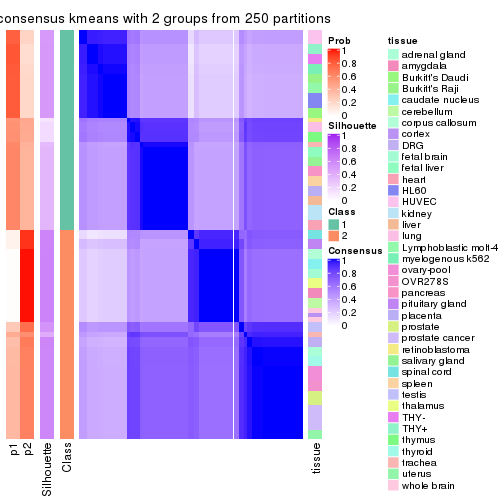 consensus kmeans with 2 groups from 250 partitions
Prob
1
0.8
0.6
0.4
0.2
0
Silhouette
1
0.8
0.6
0.4
0.2
0
Class
1
2
Consensus
1
0.8
0.6
0.4
0.2
0
tissue
adrenal gland
amygdala
Burkitt's Daudi
Burkitt's Raji
caudate nucleus
cerebellum
corpus callosum
cortex
DRG
fetal brain
fetal liver
heart
HL60
HUVEC
kidney
liver
lung
Lymphoblastic molt-4
myelogenous k562
ovary-pool
OVR278S
pancreas
pituitary gland
placenta
prostate
prostate cancer
retinoblastoma
salivary gland
spinal cord
spleen
testis
thalamus
THY-
THY+
thymus
thyroid
trachea
uterus
whole brain
p1
p2
Silhouette
Class
tissue